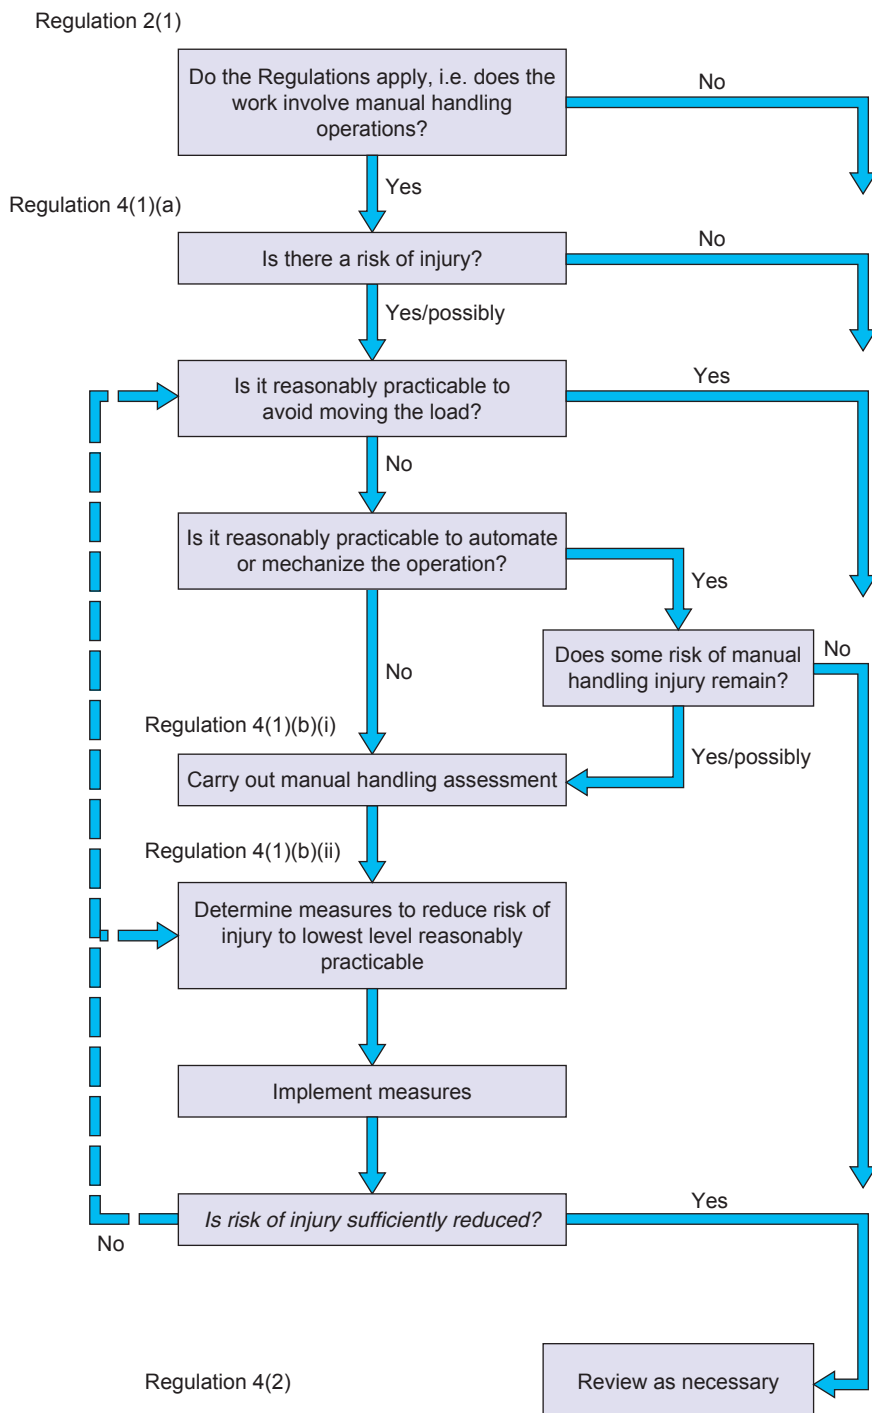 Regulation 2(1)
Do the Regulations apply, i.e. does the
work involve manual handling
operations?
No
Yes
Regulation 4(1)(a)
Is there a risk of injury?
No
Yes/possibly
Is it reasonably practicable to
avoid moving the load?
Yes
No
Is it reasonably practicable to automate
or mechanize the operation?
Yes
No
Does some risk of manual
handling injury remain?
No
Yes/possibly
Regulation 4(1)(b)(i)
Carry out manual handling assessment
Regulation 4(1)(b)(ii)
Determine measures to reduce risk of
injury to lowest level reasonably
practicable
Implement measures
Is risk of injury sufficiently reduced?
Yes
No
Regulation 4(2)
Review as necessary